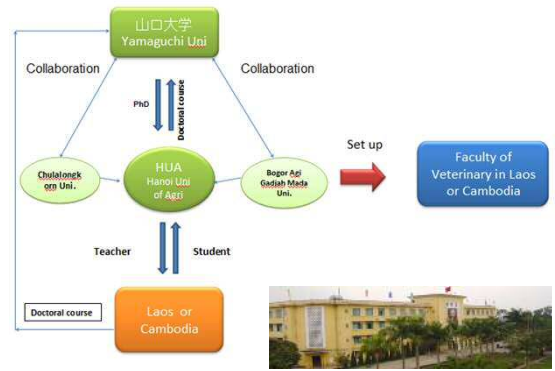 山口大学
Yamaguchi Uni
Collaboration
Collaboration
PhD
Doctoral course
Set up
Chulalongk
orn Uni.
HUA
Hanoi Uni
of Agri
Bogor Agi
Gadjah Mada
Uni.
Faculty of
Veterinary in Laos
or Cambodia
Teacher
Student
Doctoral course
Laos or
Cambodia